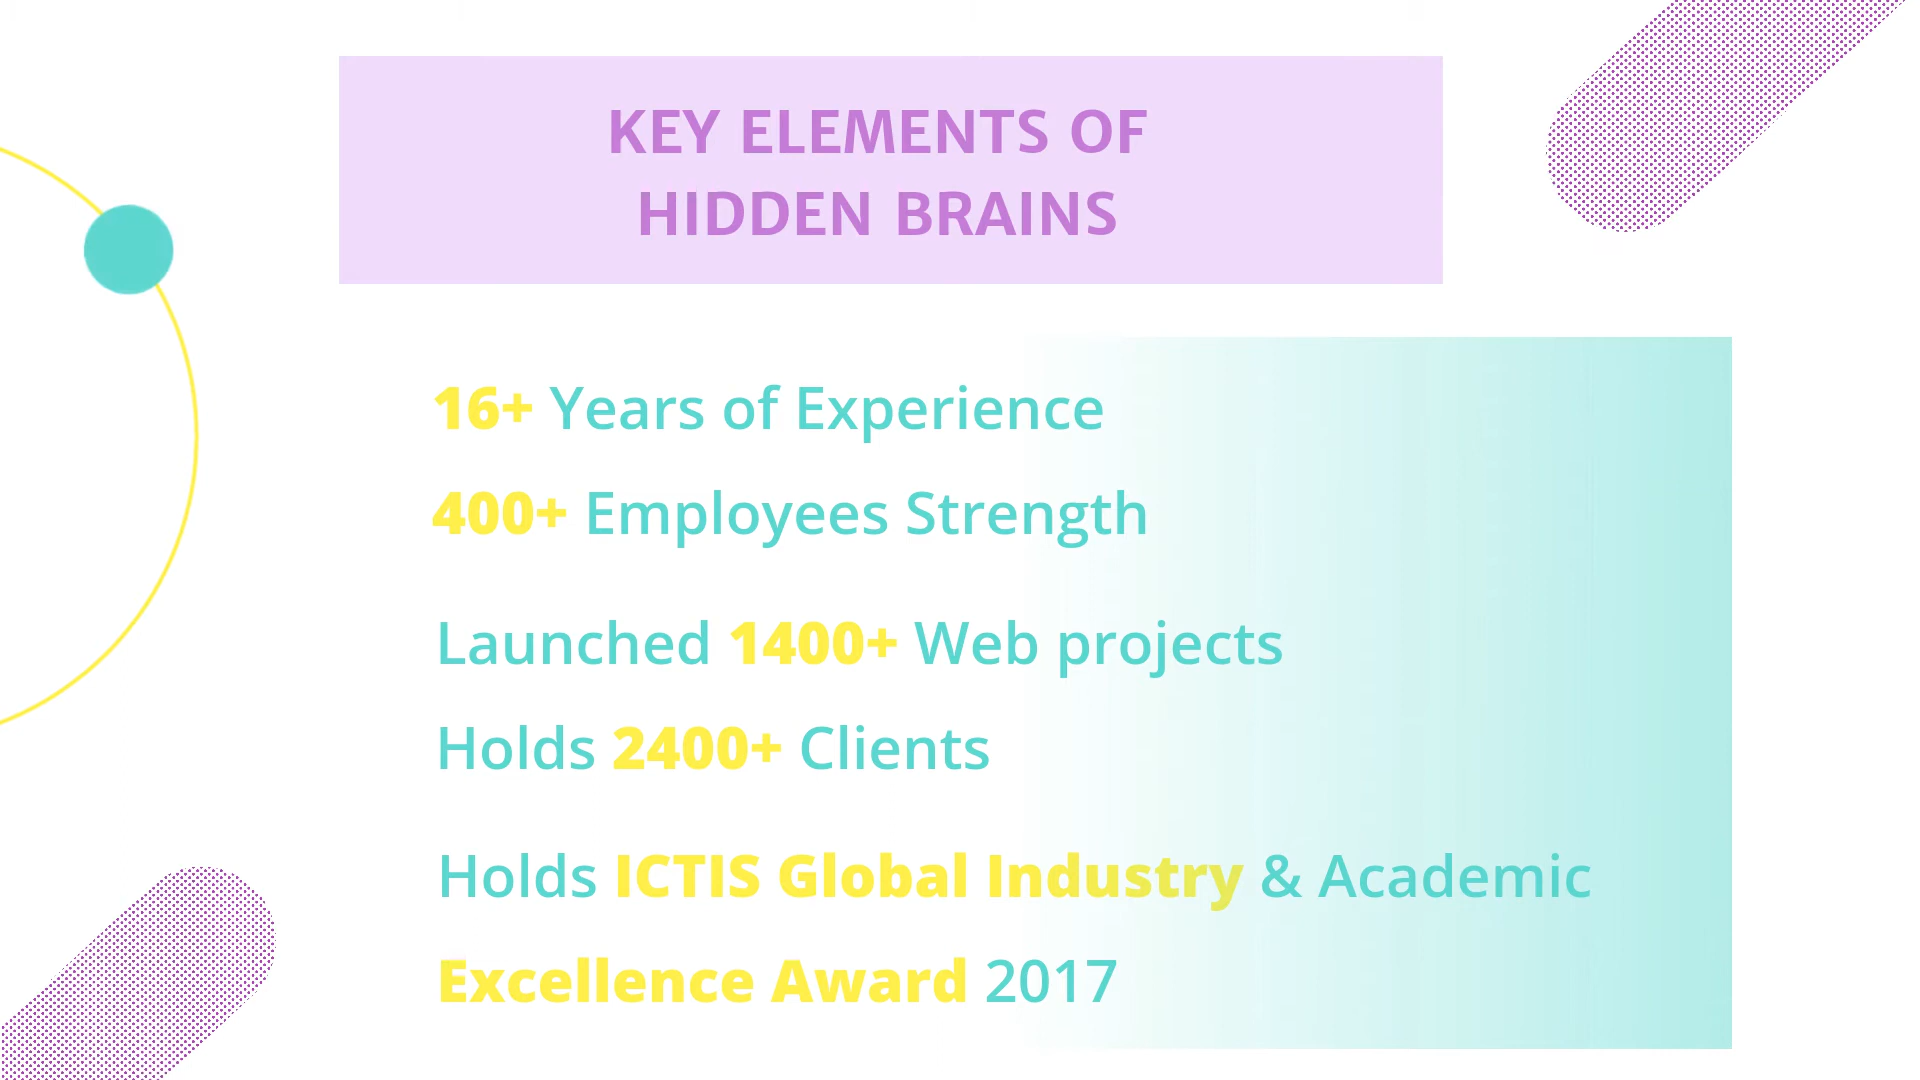 KEY ELEMENTS OF
HIDDEN BRAINS
16+ Years of Experience
400+ Employees Strength
Launched 1400+ Web projects
Holds 2400+ Clients
Holds ICTIS Global Industry & Academic
Excellence Award 2017